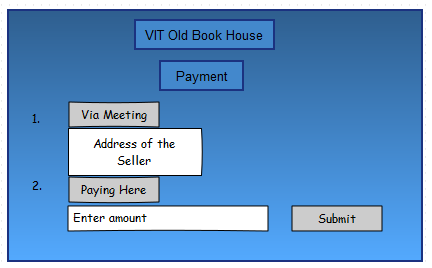 VIT Old Book House
Payment
1.
Via Meeting
Address of the
Seller
2.
Paying Here
Enter amount
Submit